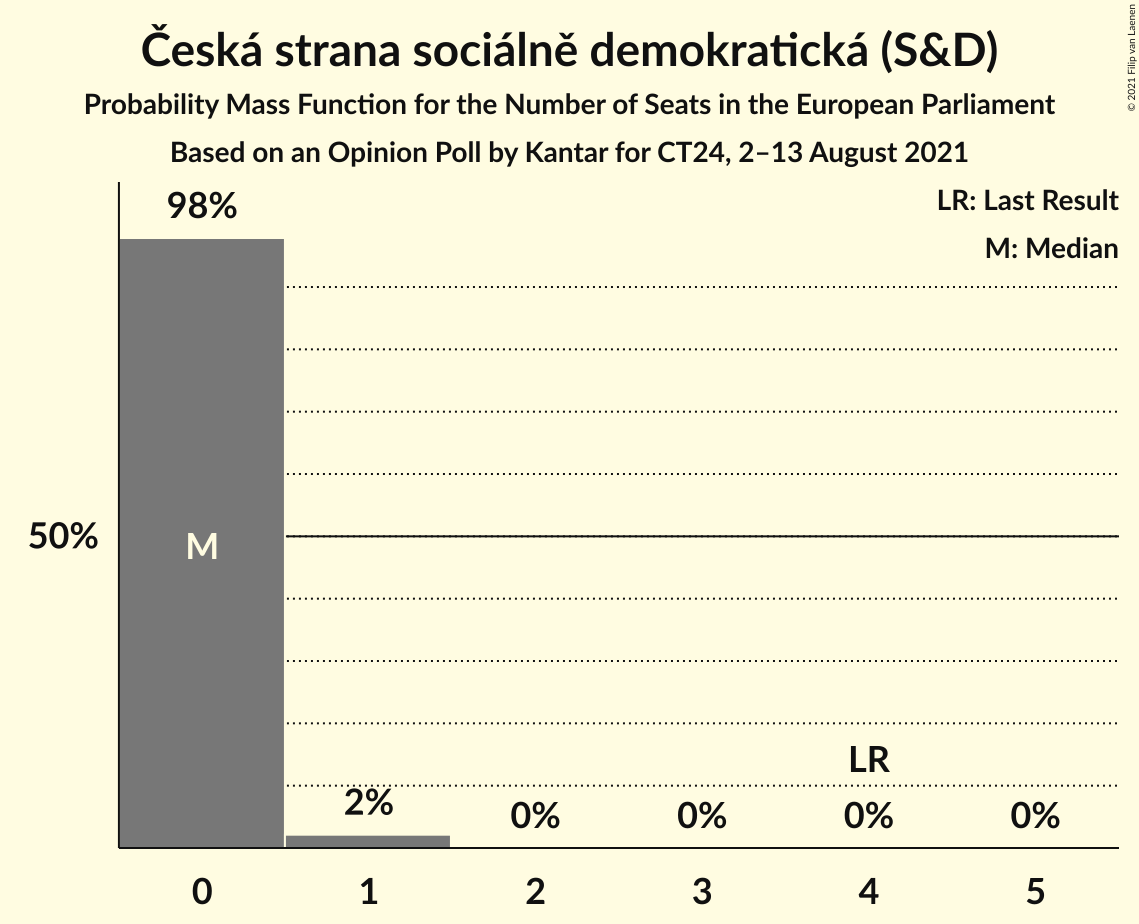 Česká strana sociálně demokratická (S&D)
Probability Mass Function for the Number of Seats in the European Parliament
Based on an Opinion Poll by Kantar for CT24, 2–13 August 2021
© 2021 Filip van Laenen
LR: Last Result
M: Median
98%
50%
M
LR
2%
0%
0%
0%
0%
0
1
2
3
4
5